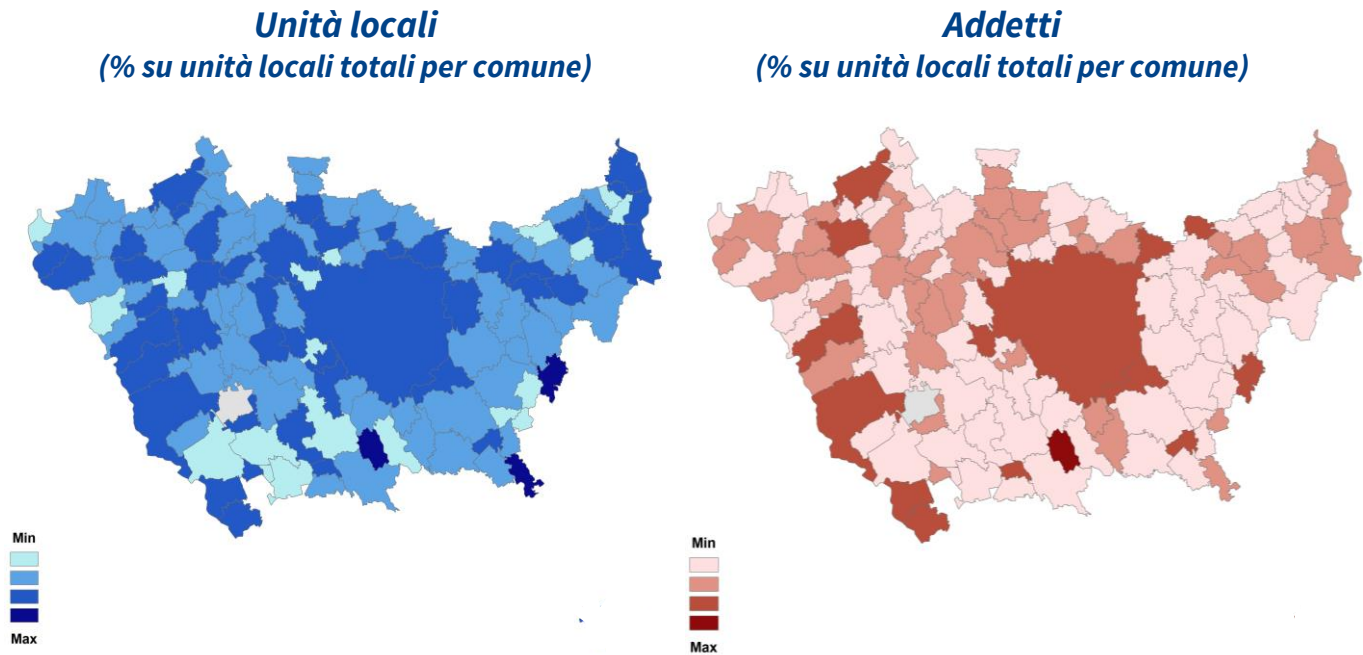 Unità locali
(% su unità locali totali per comune)
Addetti
(% su unità locali totali per comune)
Min
Max
Min
Max